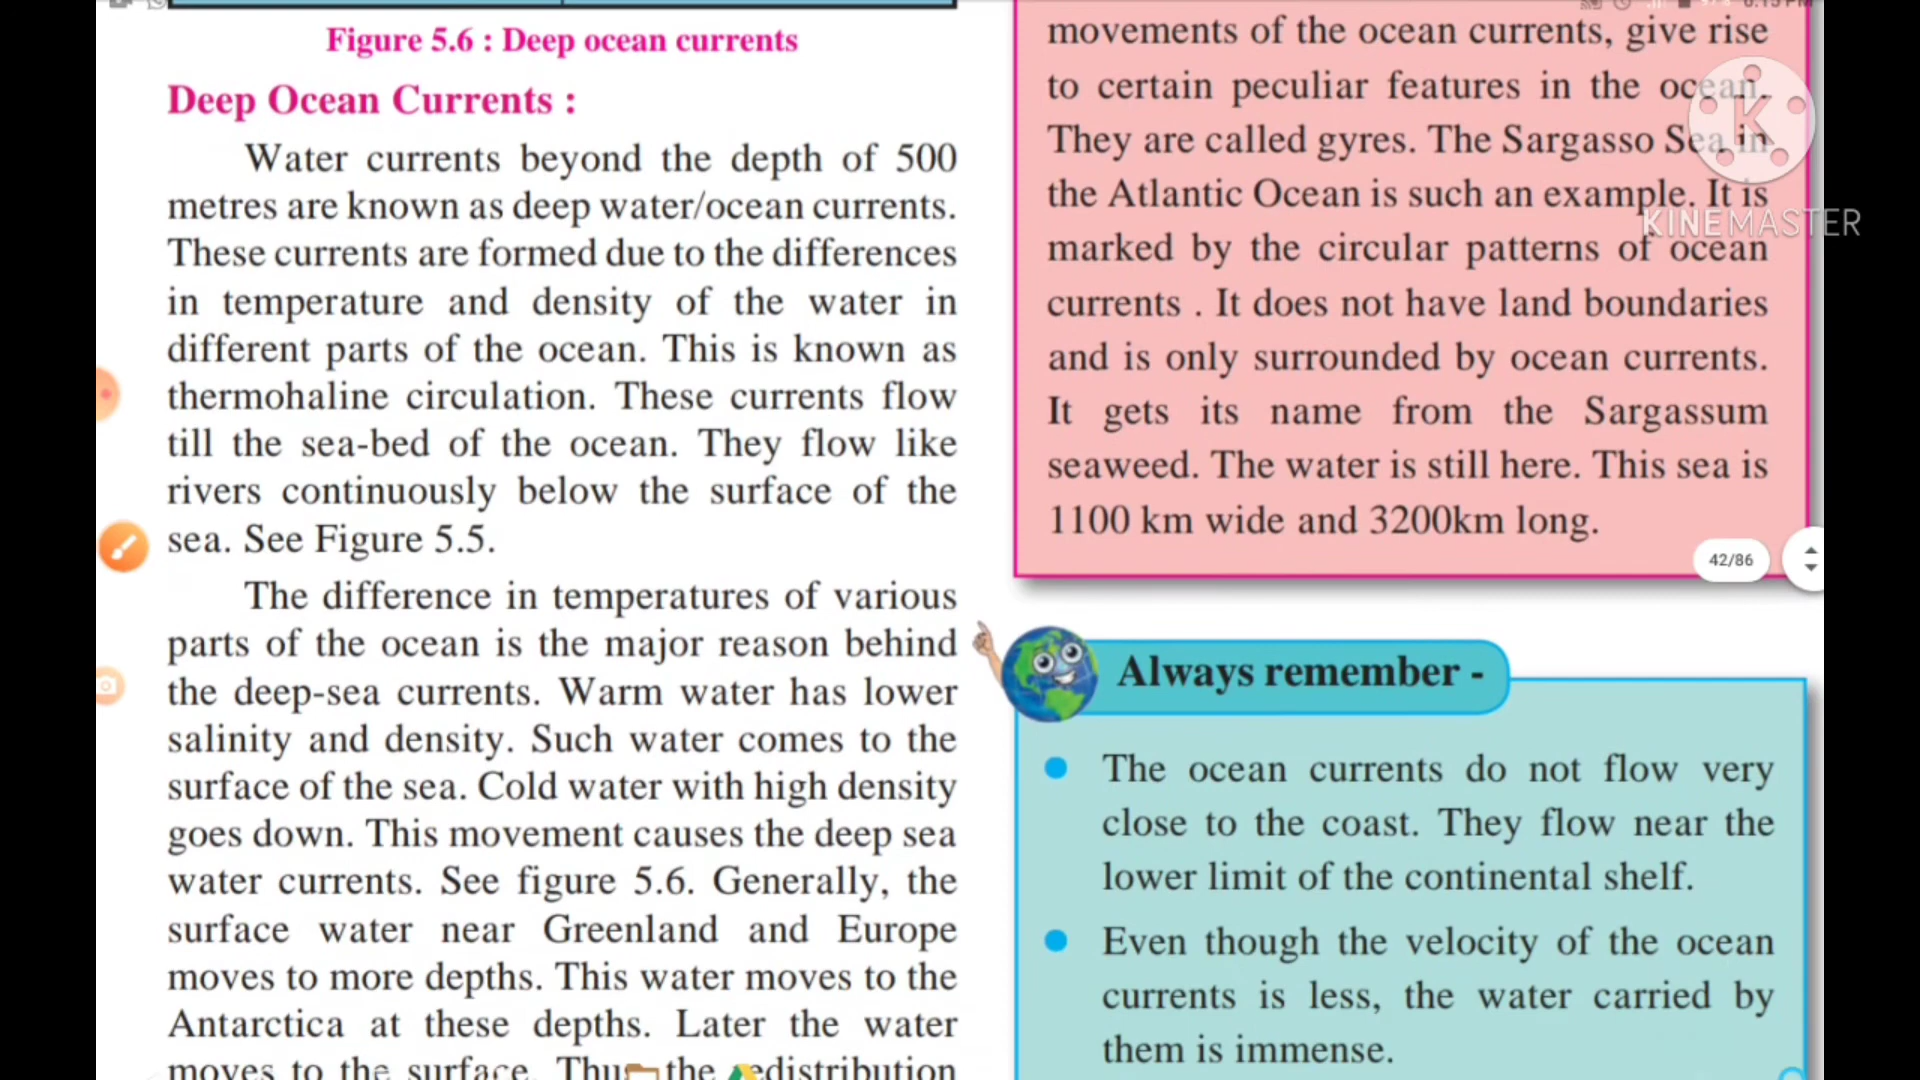 Figure 5.6 : Deep ocean currents
Deep Ocean Currents :
Water currents beyond the depth of 500
metres are known as deep water/ocean currents.
These currents are formed due to the differences
in temperature and density of the water in
different parts of the ocean. This is known as
thermohaline circulation. These currents flow
till the sea-bed of the ocean. They flow like
rivers continuously below the surface of the
sea. See Figure 5.5.
The difference in temperatures of various
parts of the ocean is the major reason behind
the deep-sea currents. Warm water has lower
salinity and density. Such water comes to the
surface of the sea. Cold water with high density
goes down. This movement causes the deep sea
water currents. See figure 5.6. Generally, the
surface water near Greenland and Europe
moves to more depths. This water moves to the
Antarctica at these depths. Later the water
moves to the surface. the
movements of the ocean currents, give rise
to certain peculiar features in the ocean.
They are called gyres. The Sargasso Sea in
the Atlantic Ocean is such an example. It is
marked by the circular patterns of ocean
currents . It does not have land boundaries
and is only surrounded by ocean currents.
It gets its name from the Sargassum
seaweed. The water is still here. This sea is
1100 km wide and 3200km long.
K
KINEMASTER
42/86
Always remember -
The ocean currents do not flow very
close to the coast. They flow near the
lower limit of the continental shelf.
Even though the velocity of the ocean
currents is less, the water carried by
them is immense.